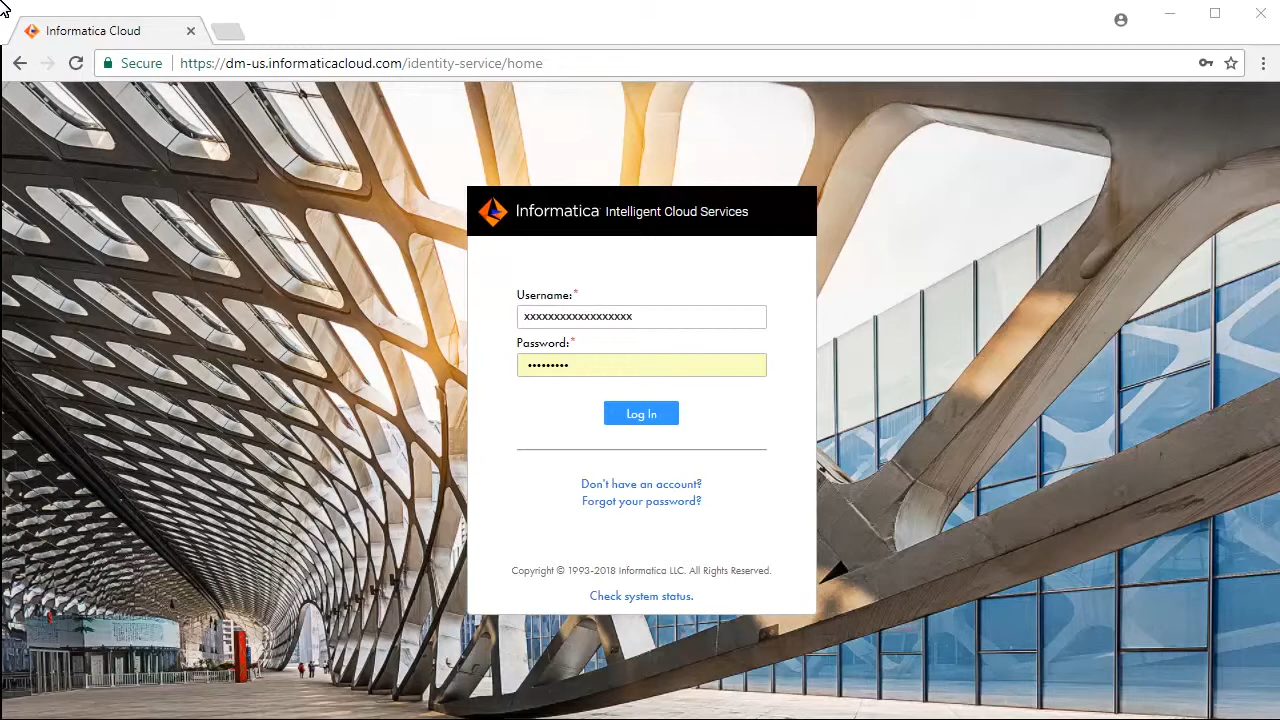 Informatica Cloud
Secure
https://dm-us.informaticacloud.com/identity-service/home
Informatica Intelligent Cloud Services
Username:*
xxxxxxxxxxxxxxxxxx
Password:*
•••••••••
Log In
Don't have an account?
Forgot your password?
Copyright © 1993-2018 Informatica LLC. All Rights Reserved.
Check system status.